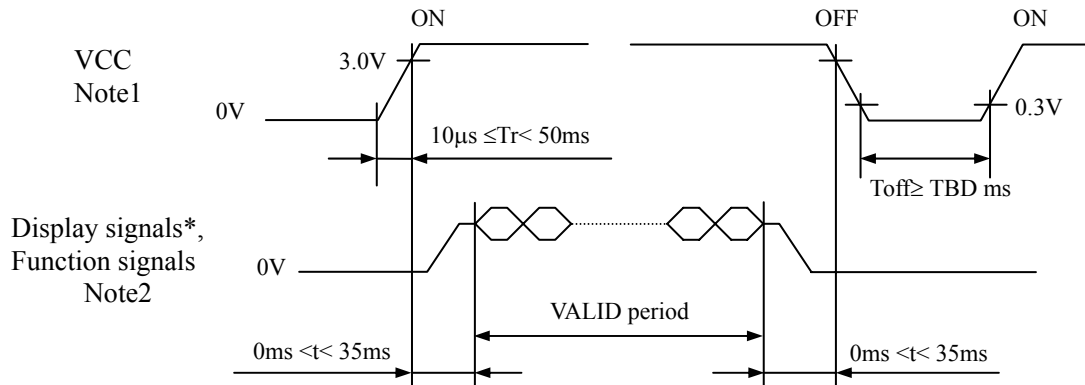 ON OFF ON
VCC
Note1
3.0V
0V
0.3V
10μs ≤Tr< 50ms
Toff≥ TBD ms
Display signals*,
Function signals
Note2
0V
VALID period
0ms <t< 35ms
0ms <t< 35ms